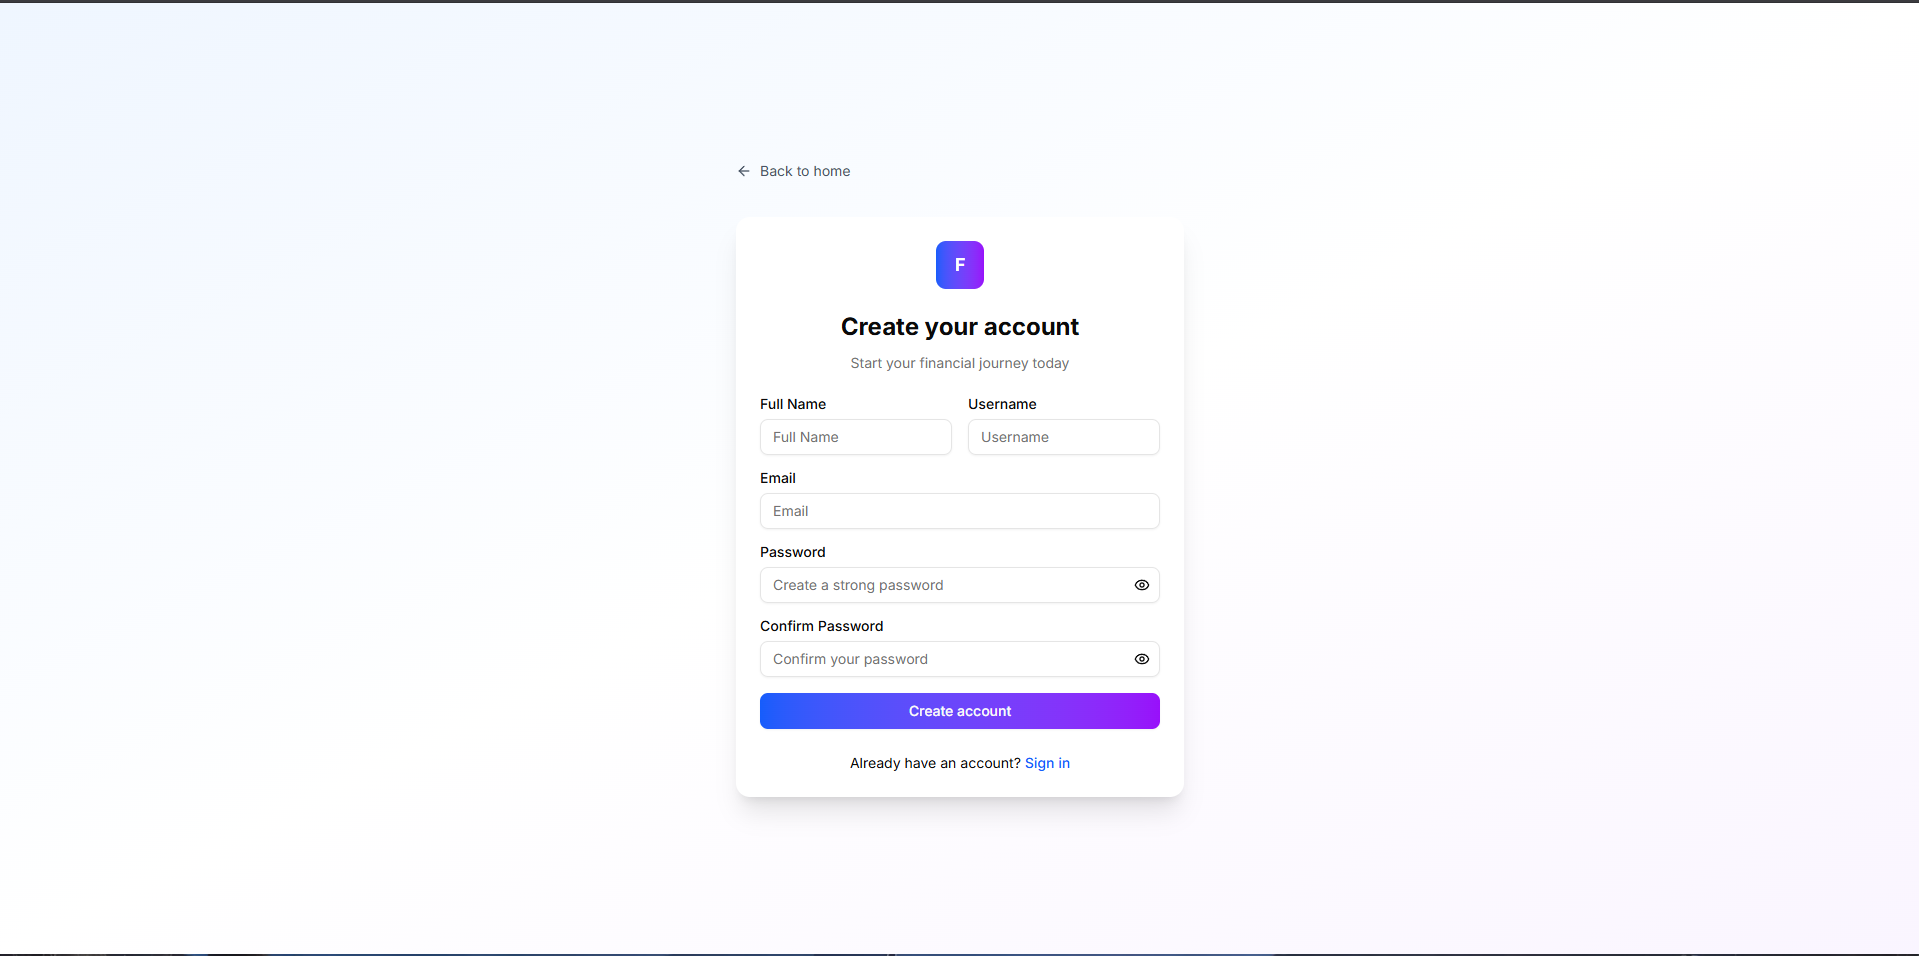 Back to home
F
Create your account
Start your financial journey today
Full Name Username
Full Name Username
Email
Email
Password
Create a strong password
Confirm Password
Confirm your password
Create account
Already have an account? Sign in